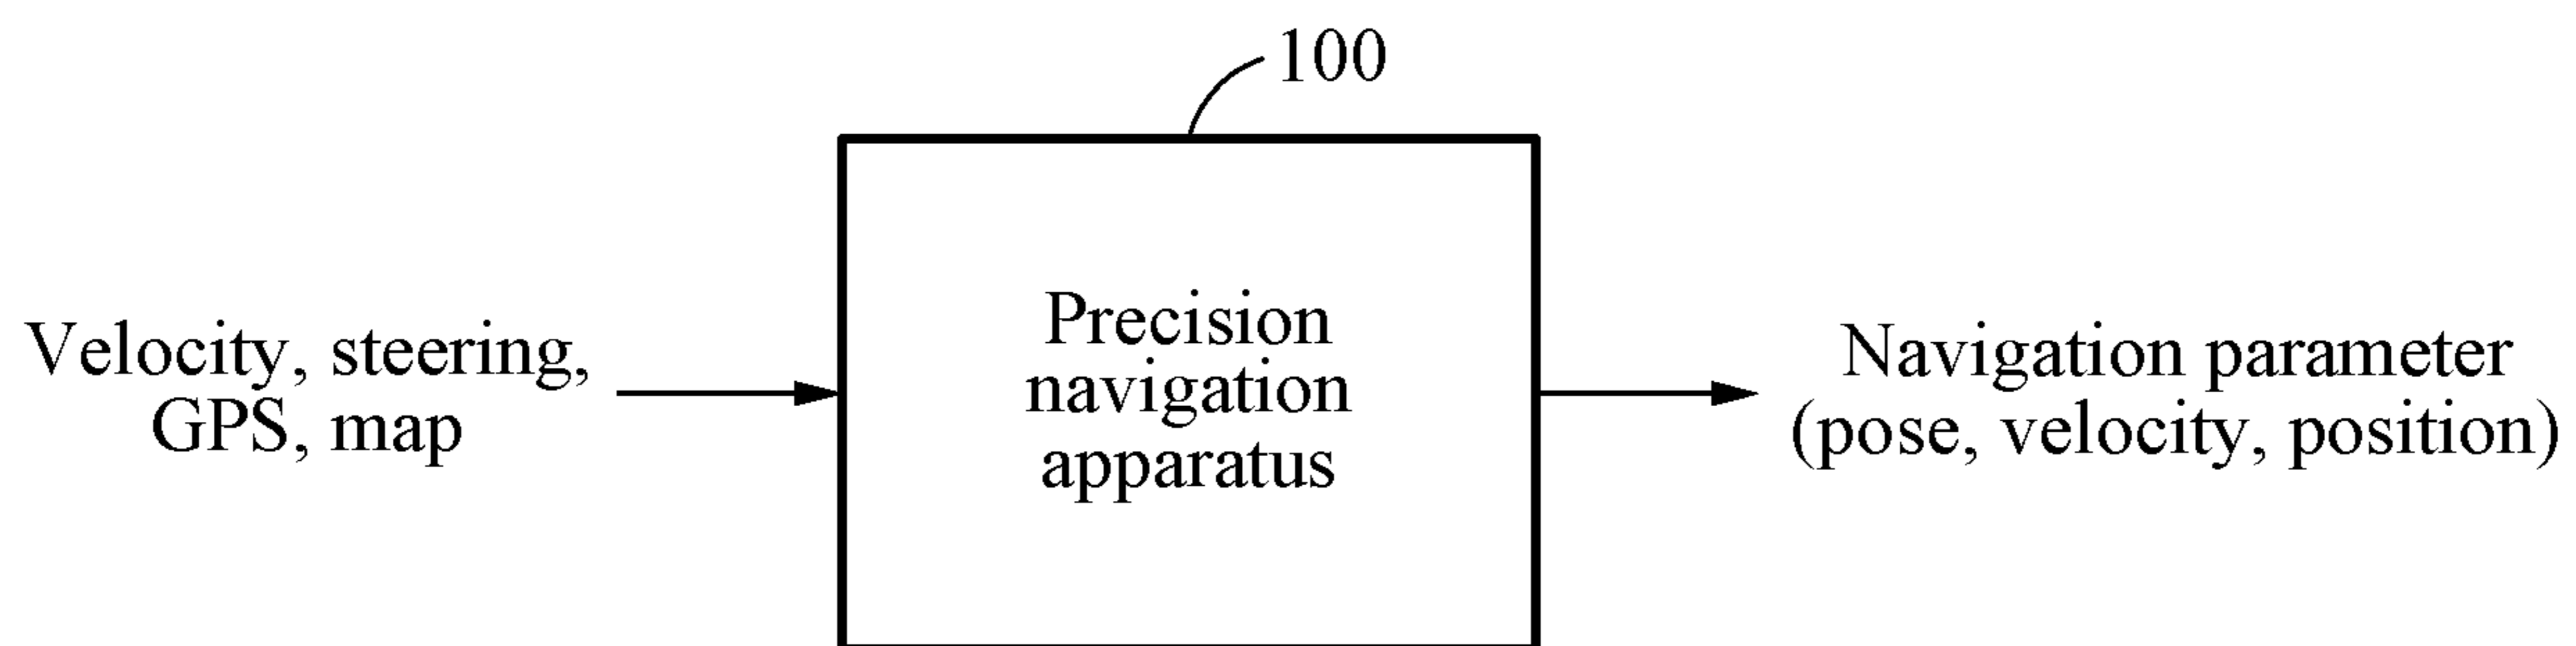 100
Velocity, steering,
GPS, map
Precision
navigation
apparatus
Navigation parameter
(pose, velocity, position)